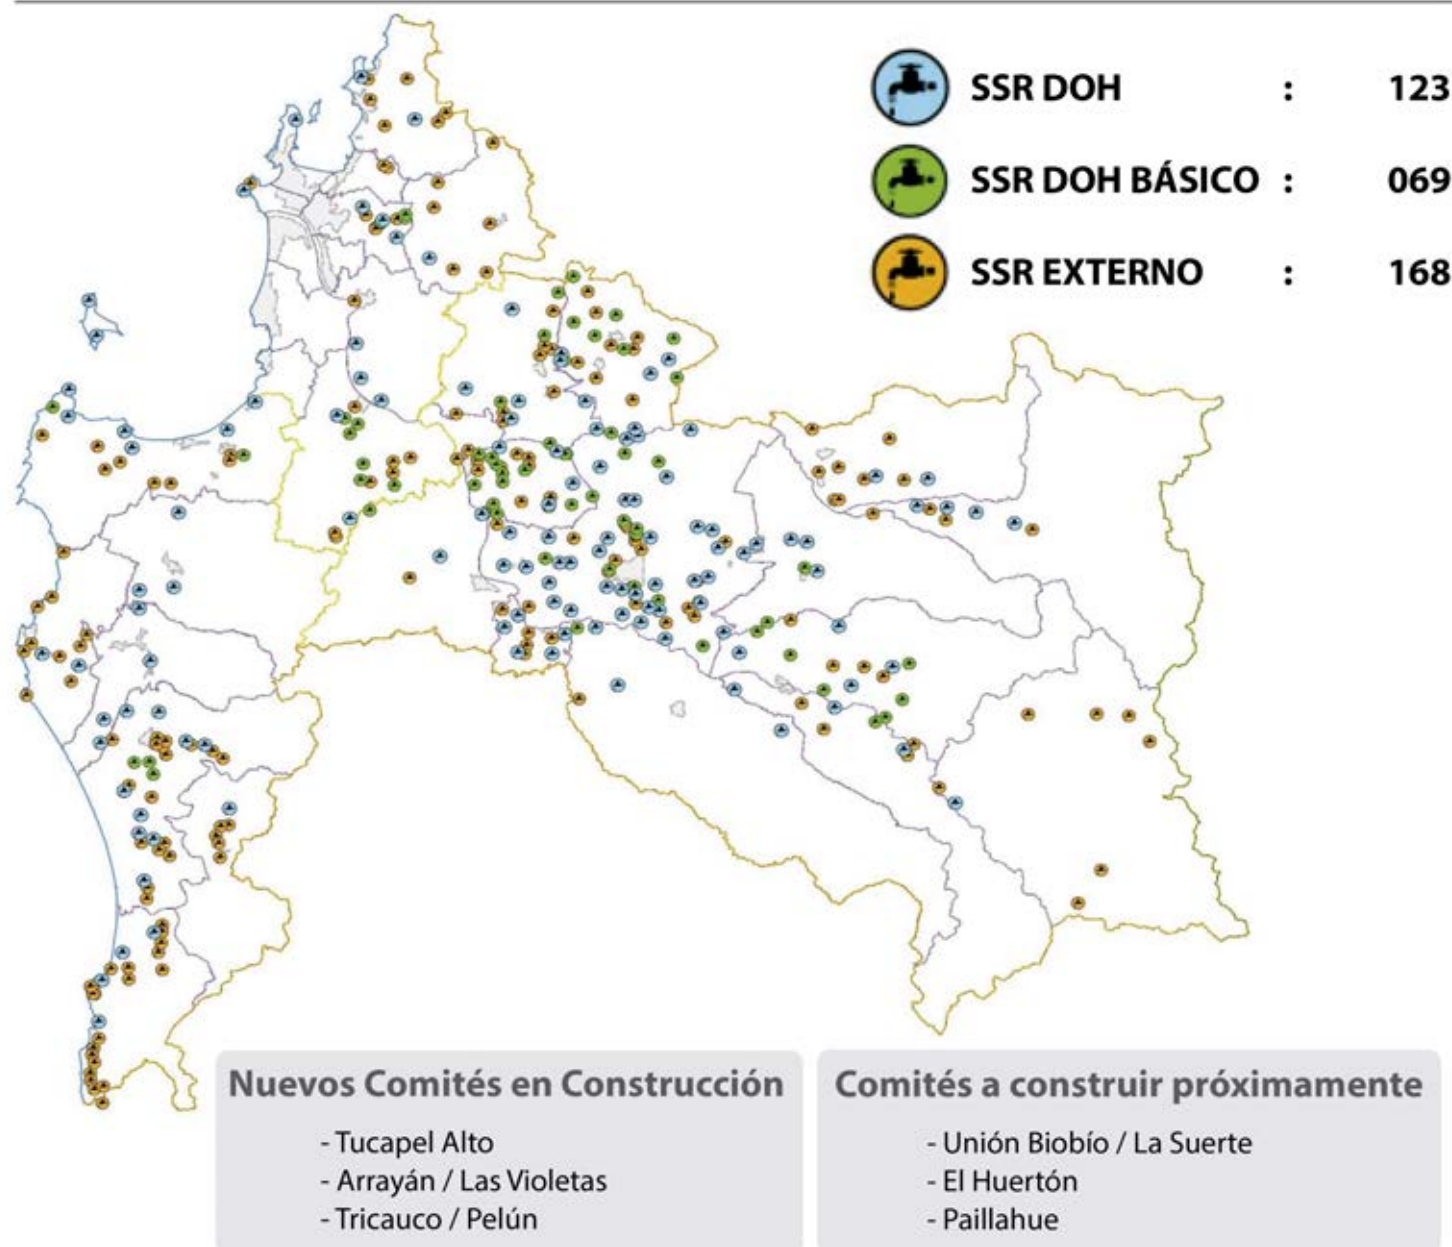 SSR DOH : 123
SSR DOH BÁSICO : 069
SSR EXTERNO : 168
Nuevos Comités en Construcción
- Tucapel Alto
- Arrayán / Las Violetas
- Tricauco / Pelún
Comités a construir próximamente
- Unión Biobío / La Suerte
- El Huertón
- Paillahue